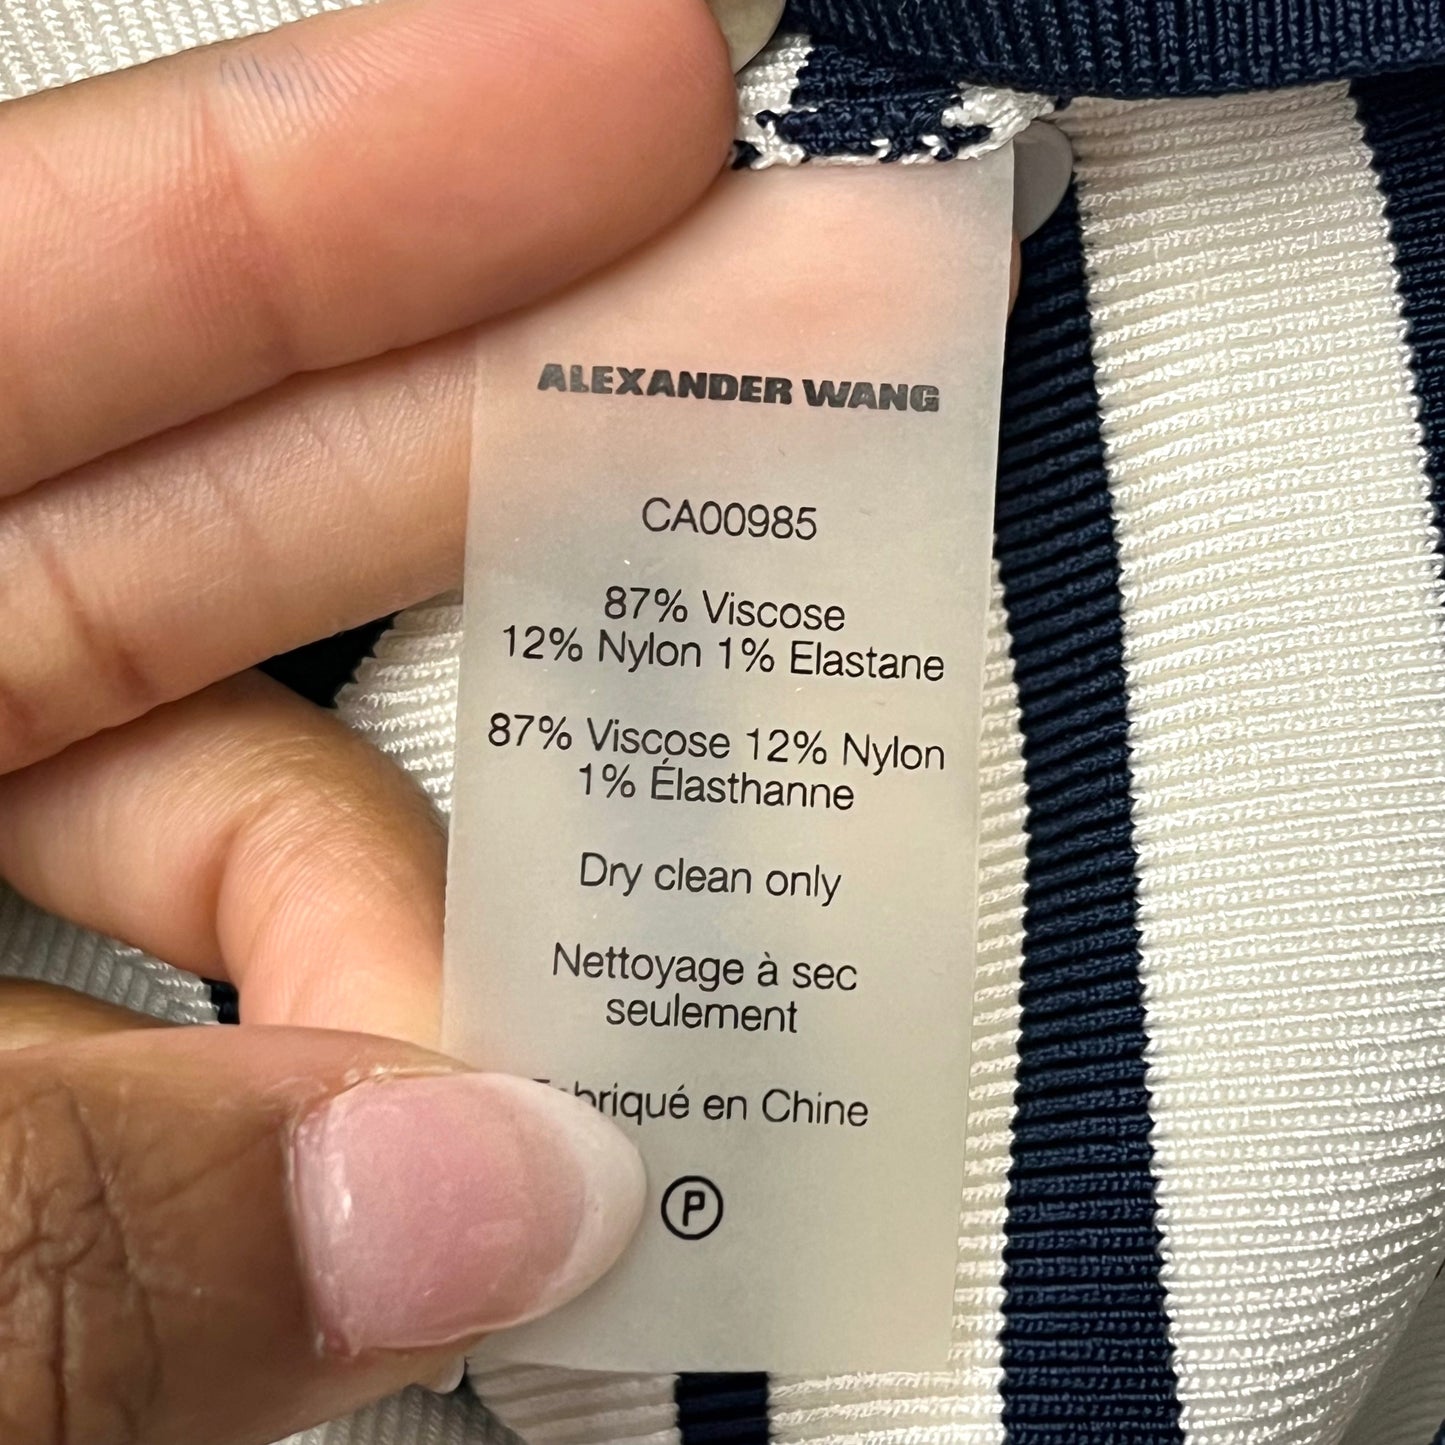 ALEXANDER WANG
CA00985
87% Viscose
12% Nylon 1% Elastane
87% Viscose 12% Nylon
1% Élasthanne
Dry clean only
Nettoyage à sec
seulement
en Chine
P